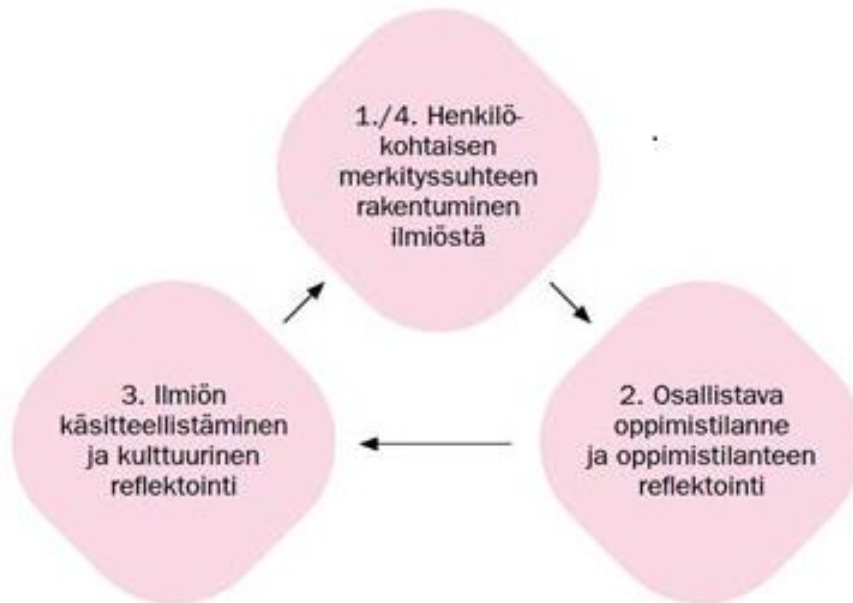 1./4. Henkilö-
kohtaisen
merkityssuhteen
rakentuminen
ilmiöstä
2. Osallistava
oppimistilanne
ja oppimistilanteen
reflektointi
3. Ilmiön
käsitteellistäminen
ja kulttuurinen
reflektointi